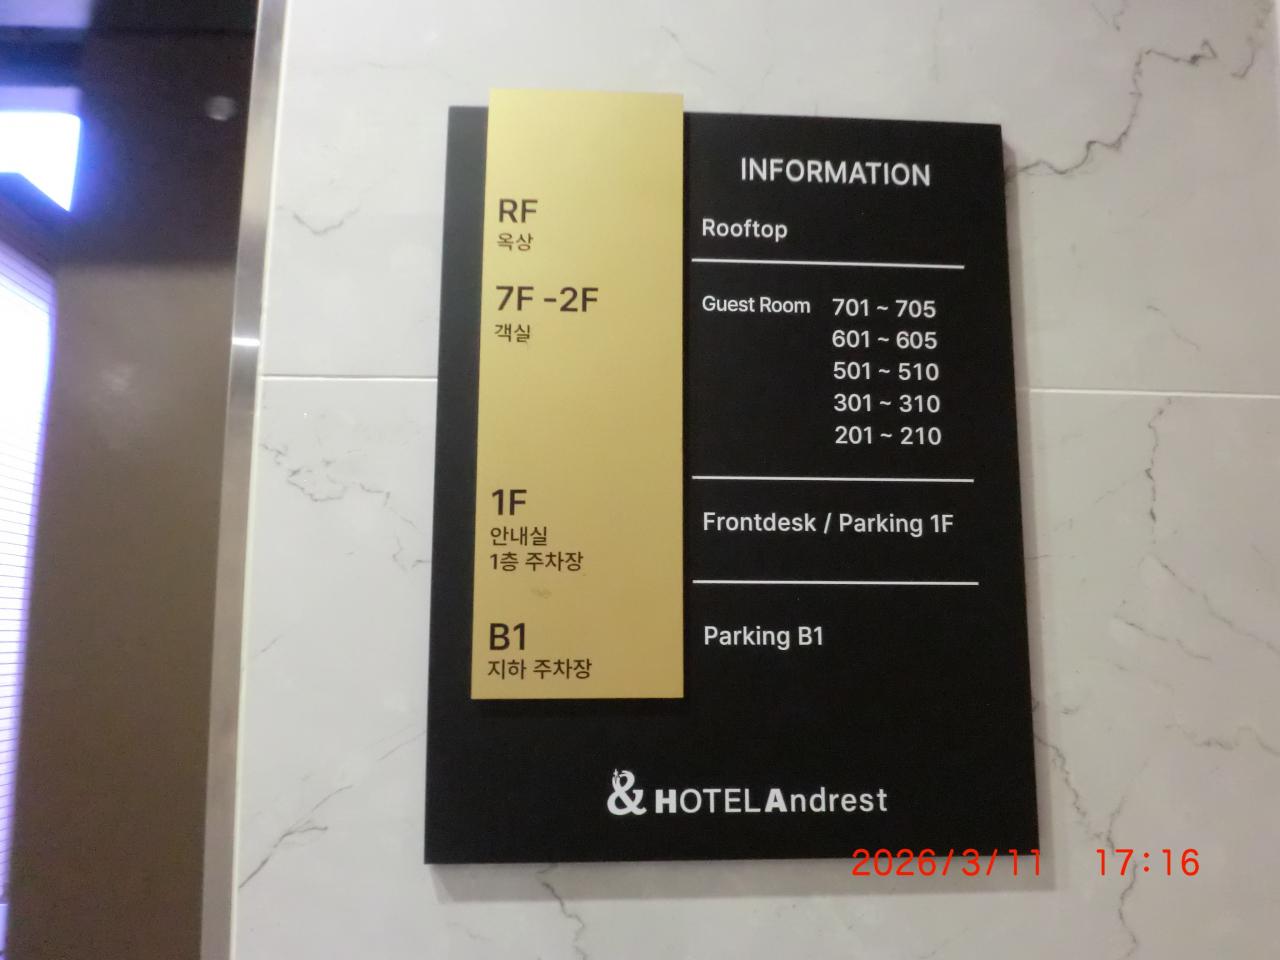 INFORMATION
RF
옥상
Rooftop
7F -2F
객실
Guest Room 701 ~ 705
601 ~ 605
501 ~ 510
301 ~ 310
201 ~ 210
1F
안내실
1층 주차장
Frontdesk / Parking 1F
B1
지하 주차장
Parking B1
& HOTEL Andrest
2026/3/11 17:16